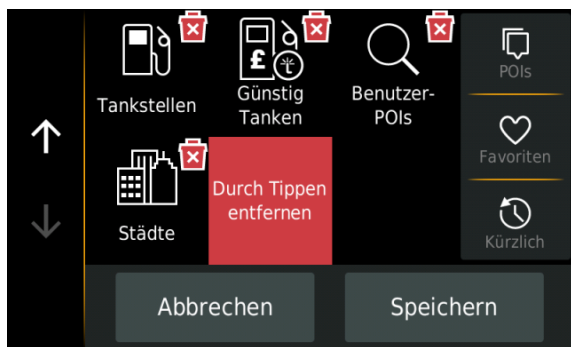 Tankstellen
£
Günstig
Tanken
Benutzer-
POIs
POIs
Favoriten
Städte
Durch Tippen
entfernen
Kürzlich
Abbrechen
Speichern